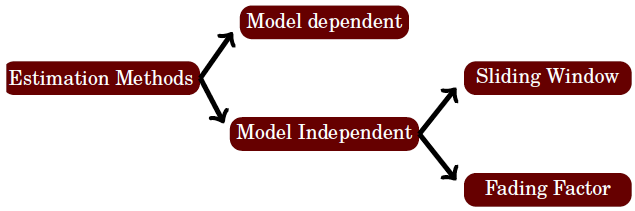 Model dependent
Estimation Methods
Sliding Window
Model Independent
Fading Factor